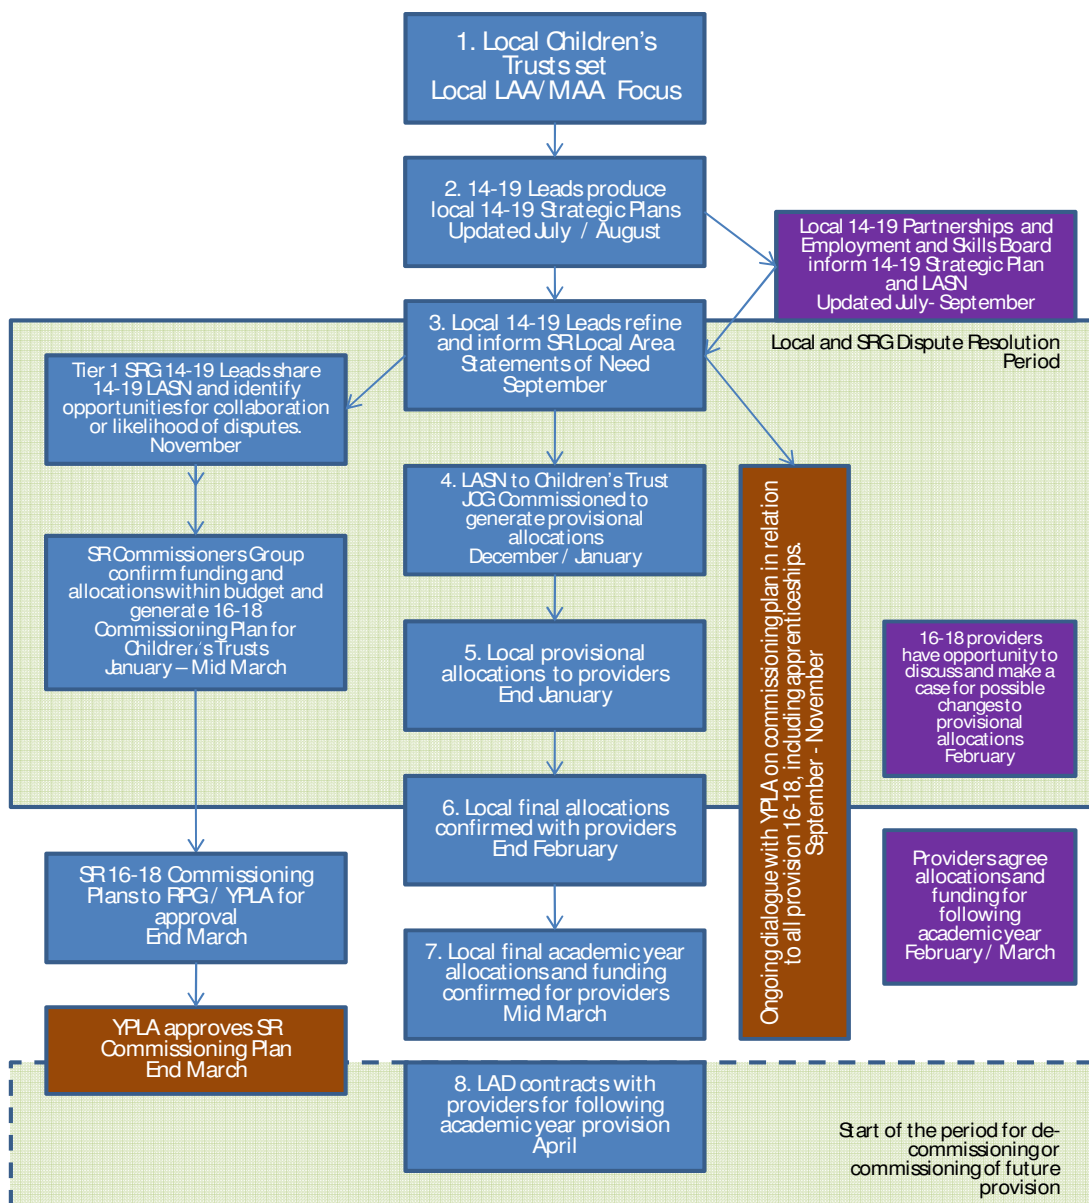 1. Local Children's
Trusts set
Local LAA/MAA Focus
2. 14-19 Leads produce
local 14-19 Strategic Plans
Updated July / August
Local 14-19 Partnerships and
Employment and Skills Board
inform 14-19 Strategic Plan
and LASN
Updated July- September
3. Local 14-19 Leads refine
and inform SR Local Area
Statements of Need
September
Local and SRG Dispute Resolution
Period
Tier 1 SRG 14-19 Leads share
14-19 LASN and identify
opportunities for collaboration
or likelihood of disputes.
November
4. LASN to Children's Trust
JCG Commissioned to
generate provisional
allocations
December / January
Ongoing dialogue with YPLA on commissioning plan in relation
to all provision 16-18, including apprenticeships.
September - November
SR Commissioners Group
confirm funding and
allocations within budget and
generate 16-18
Commissioning Plan for
Children's Trusts
January – Mid March
5. Local provisional
allocations to providers
End January
16-18 providers
have opportunity to
discuss and make a
case for possible
changes to
provisional
allocations
February
6. Local final allocations
confirmed with providers
End February
SR 16-18 Commissioning
Plans to RPG / YPLA for
approval
End March
Providers agree
allocations and
funding for
following
academic year
February / March
7. Local final academic year
allocations and funding
confirmed for providers
Mid March
YPLA approves SR
Commissioning Plan
End March
8. LAD contracts with
providers for following
academic year provision
April
Start of the period for de-
commissioning or
commissioning of future
provision